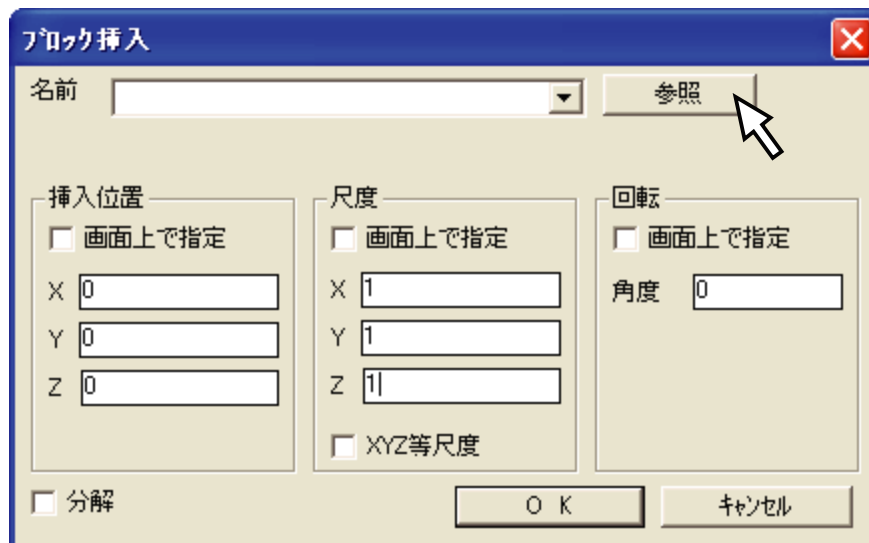 ﾌﾞﾛｯｸ挿入
名前 参照
挿入位置 尺度 回転
画面上で指定 画面上で指定 画面上で指定
X 0 X 1 角度 0
Y 0 Y 1
Z 0 Z 1
XYZ等尺度
分解 OK ｷｬﾝｾﾙ